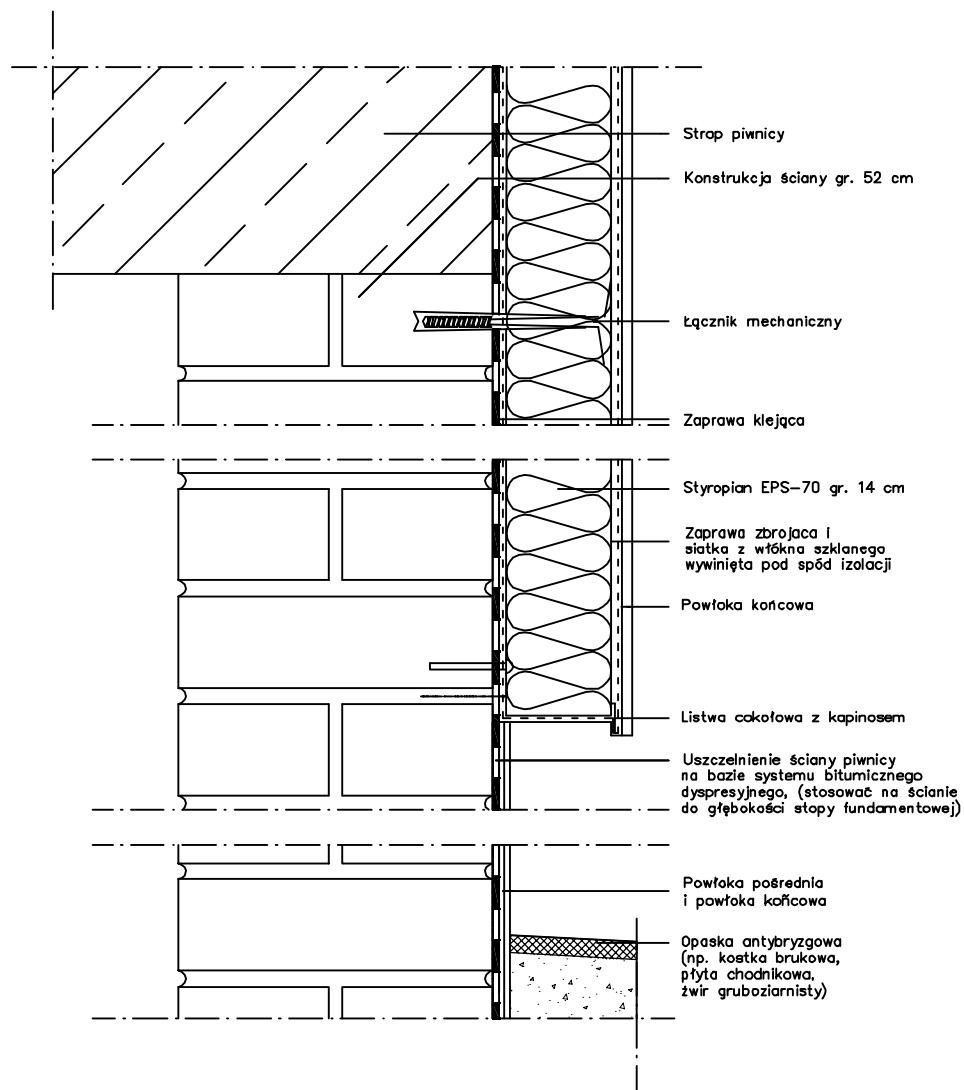 Strop piwnicy
Konstrukcja ściany gr. 52 cm
Łącznik mechaniczny
Zaprawa klejąca
Styropian EPS-70 gr. 14 cm
Zaprawa zbrojaca i
siatka z włókna szklanego
wywinięta pod spód izolacji
Powłoka końcowa
Listwa cokołowa z kapinosem
Uszczelnienie ściany piwnicy
na bazie systemu bitumicznego
dyspresyjnego, (stosować na ścianie
do głębokości stopy fundamentowej)
Powłoka pośrednia
i powłoka końcowa
Opaska antybryzgowa
(np. kostka brukowa,
płyta chodnikowa,
żwir gruboziarnisty)